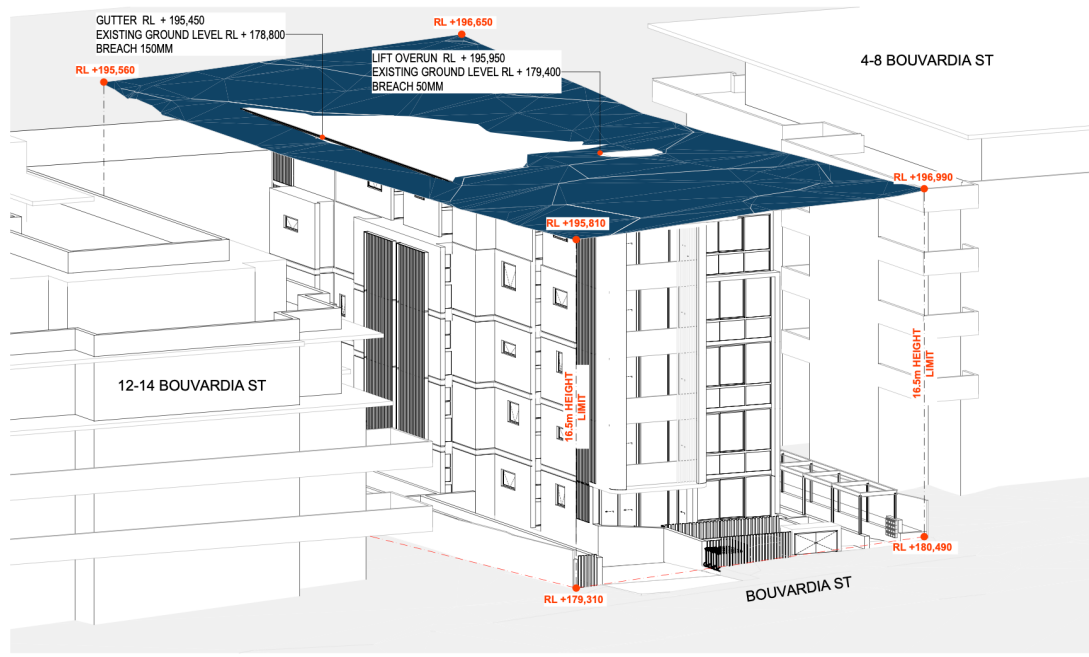 GUTTER RL + 195,450
EXISTING GROUND LEVEL RL + 178,800
BREACH 150MM
RL +196,650
LIFT OVERUN RL + 195,950
EXISTING GROUND LEVEL RL + 179,400
BREACH 50MM
RL +195,560
4-8 BOUVARDIA ST
RL +196,990
RL +195,810
12-14 BOUVARDIA ST
16.5m HEIGHT
LIMIT
16.5m HEIGHT
LIMIT
RL +180,490
BOUVARDIA ST
RL +179,310